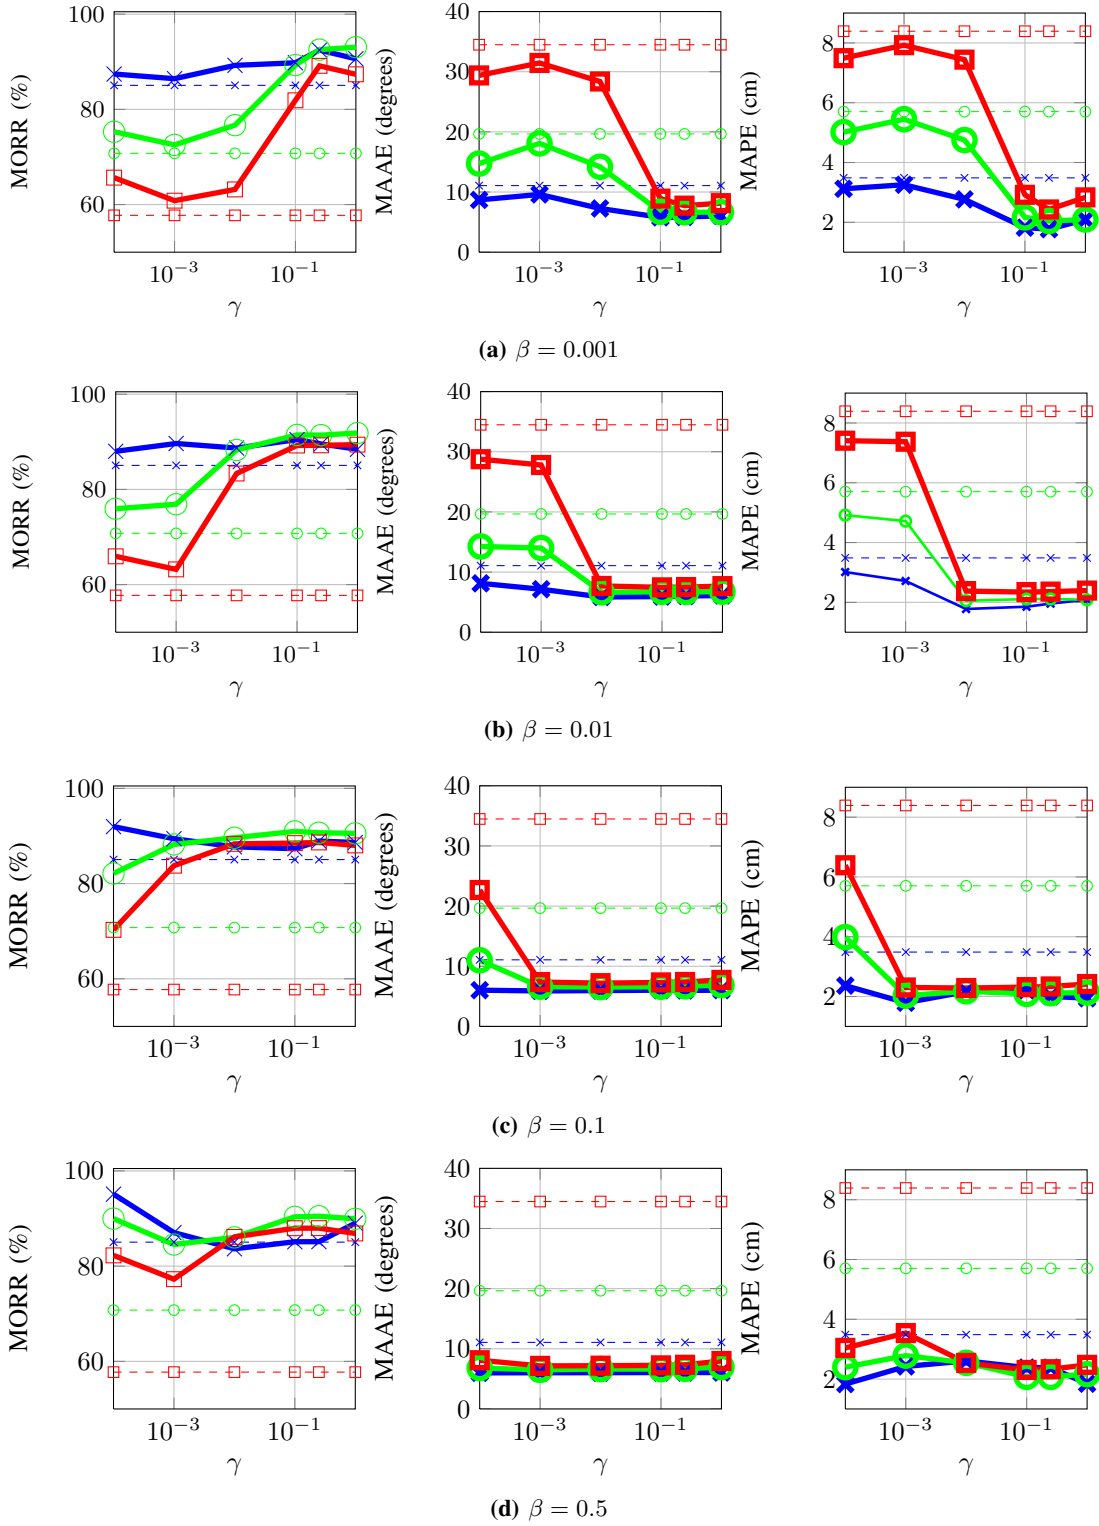 100
80
60
MORR (%)
10⁻³
10⁻¹
γ
40
30
20
10
0
MAAE (degrees)
10⁻³
10⁻¹
γ
8
6
4
2
MAPE (cm)
10⁻³
10⁻¹
γ
(a) β = 0.001
100
80
60
MORR (%)
10⁻³
10⁻¹
γ
40
30
20
10
0
MAAE (degrees)
10⁻³
10⁻¹
γ
8
6
4
2
MAPE (cm)
10⁻³
10⁻¹
γ
(b) β = 0.01
100
80
60
MORR (%)
10⁻³
10⁻¹
γ
40
30
20
10
0
MAAE (degrees)
10⁻³
10⁻¹
γ
8
6
4
2
MAPE (cm)
10⁻³
10⁻¹
γ
(c) β = 0.1
100
80
60
MORR (%)
10⁻³
10⁻¹
γ
40
30
20
10
0
MAAE (degrees)
10⁻³
10⁻¹
γ
8
6
4
2
MAPE (cm)
10⁻³
10⁻¹
γ
(d) β = 0.5